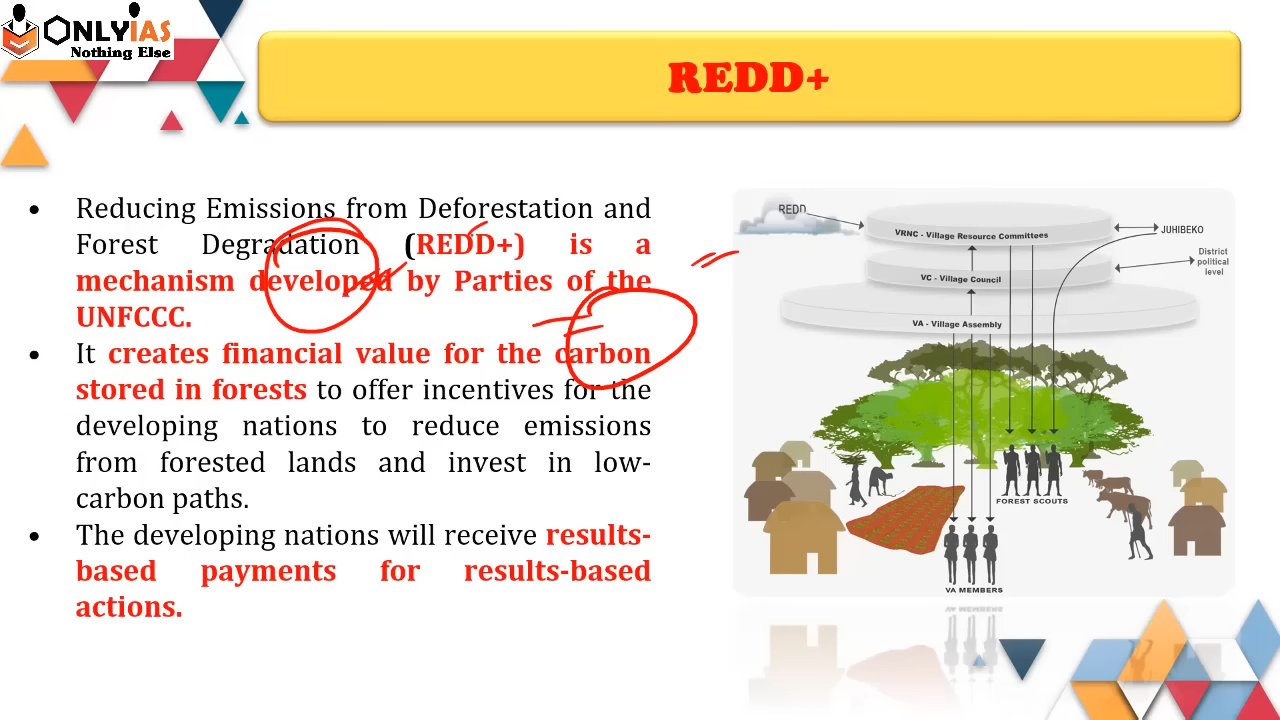 ONLYIAS
Nothing Else
REDD+
• Reducing Emissions from Deforestation and
Forest Degradation (REDD+) is a
mechanism developed by Parties of the
UNFCCC.
• It creates financial value for the carbon
stored in forests to offer incentives for the
developing nations to reduce emissions
from forested lands and invest in low-
carbon paths.
• The developing nations will receive results-
based payments for results-based
actions.
REDD
VRNC - Village Resource Committees
JUHIBEKO
VC - Village Council
District
political
level
VA - Village Assembly
FOREST SCOUTS
VA MEMBERS